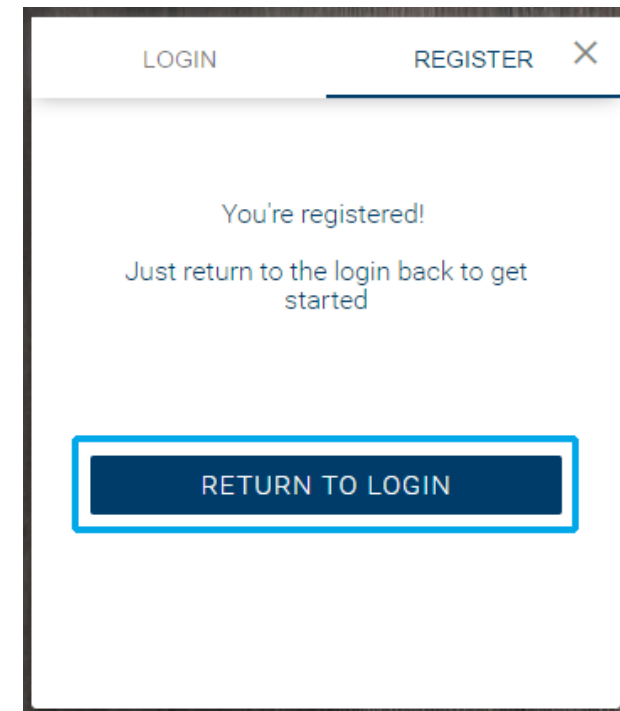 LOGIN REGISTER ×
You're registered!
Just return to the login back to get
started
RETURN TO LOGIN